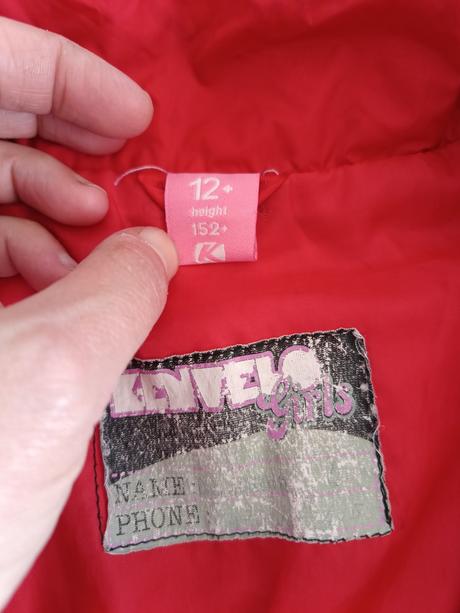 12+
height
152+
K
KENVELO
Girls
NAME
PHONE